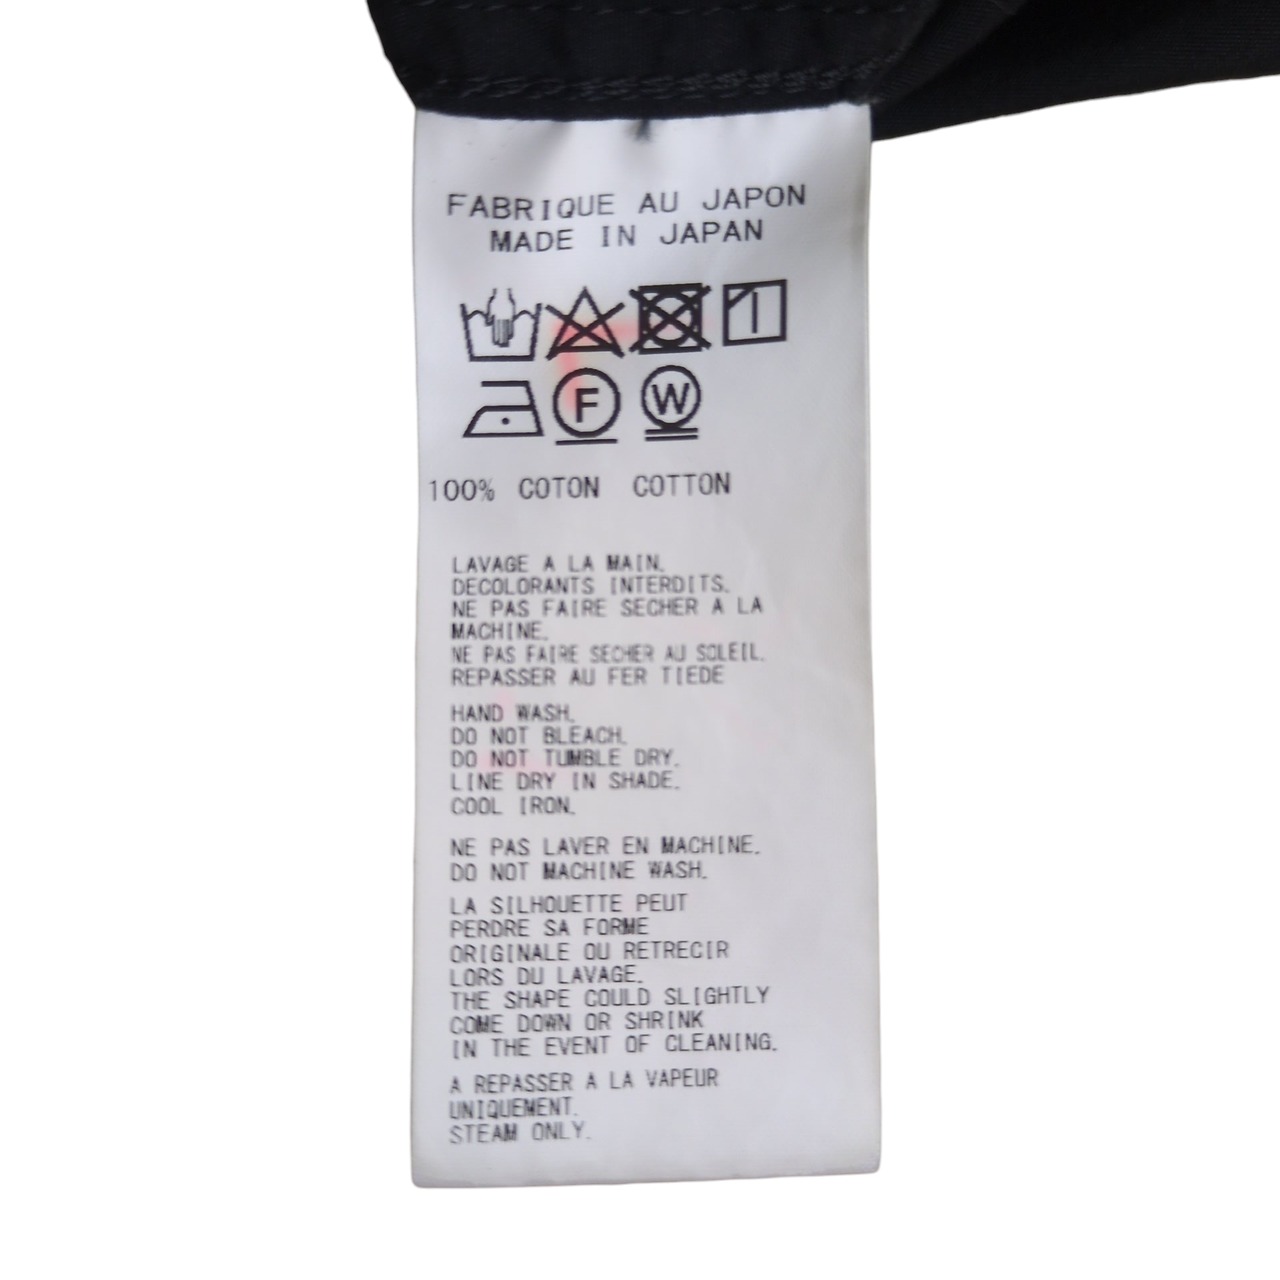 FABRIQUE AU JAPON
MADE IN JAPAN
F W
100% COTON COTTON
LAVAGE A LA MAIN.
DECOLORANTS INTERDITS.
NE PAS FAIRE SECHER A LA
MACHINE.
NE PAS FAIRE SECHER AU SOLEIL.
REPASSER AU FER TIEDE
HAND WASH.
DO NOT BLEACH.
DO NOT TUMBLE DRY.
LINE DRY IN SHADE.
COOL IRON.
NE PAS LAVER EN MACHINE.
DO NOT MACHINE WASH.
LA SILHOUETTE PEUT
PERDRE SA FORME
ORIGINALE OU RETRECIR
LORS DU LAVAGE.
THE SHAPE COULD SLIGHTLY
COME DOWN OR SHRINK
IN THE EVENT OF CLEANING.
A REPASSER A LA VAPEUR
UNIQUEMENT.
STEAM ONLY.